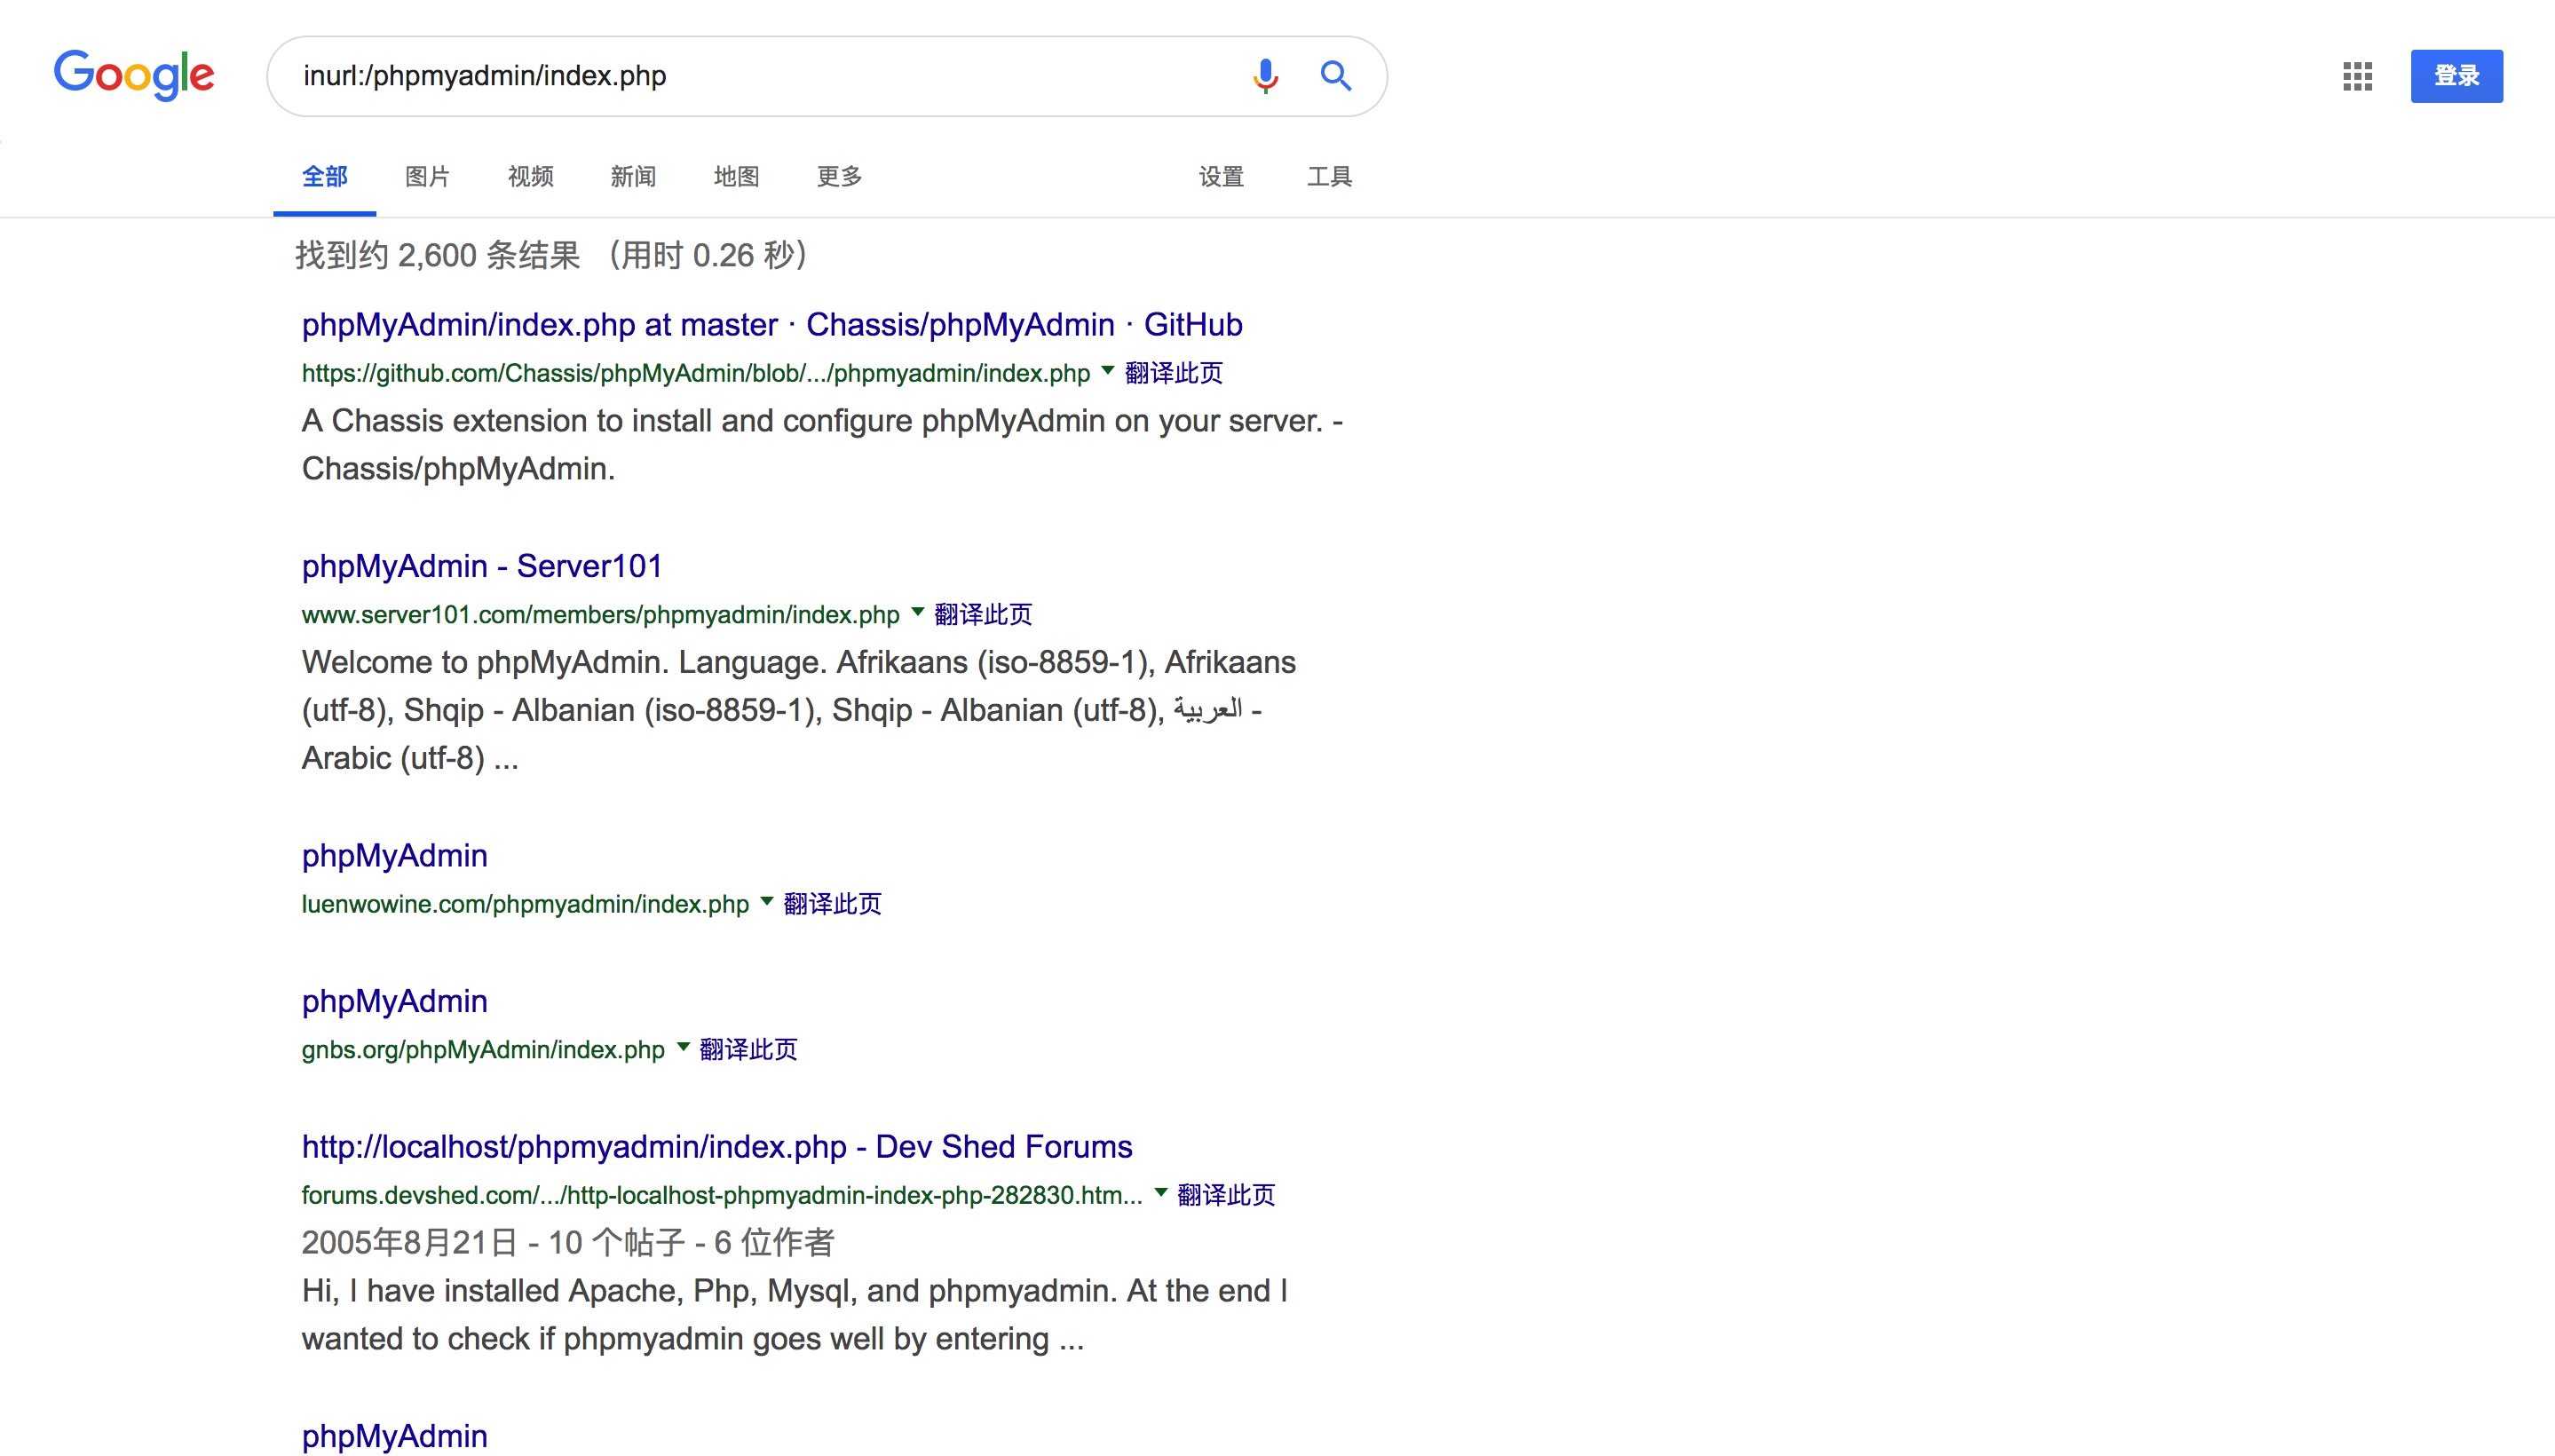 Google
inurl:/phpmyadmin/index.php
登录
全部 图片 视频 新闻 地图 更多 设置 工具
找到约 2,600 条结果 （用时 0.26 秒）
phpMyAdmin/index.php at master · Chassis/phpMyAdmin · GitHub
https://github.com/Chassis/phpMyAdmin/blob/.../phpmyadmin/index.php 翻译此页
A Chassis extension to install and configure phpMyAdmin on your server. -
Chassis/phpMyAdmin.
phpMyAdmin - Server101
www.server101.com/members/phpmyadmin/index.php 翻译此页
Welcome to phpMyAdmin. Language. Afrikaans (iso-8859-1), Afrikaans
(utf-8), Shqip - Albanian (iso-8859-1), Shqip - Albanian (utf-8), العربية -
Arabic (utf-8) ...
phpMyAdmin
luenwowine.com/phpmyadmin/index.php 翻译此页
phpMyAdmin
gnbs.org/phpMyAdmin/index.php 翻译此页
http://localhost/phpmyadmin/index.php - Dev Shed Forums
forums.devshed.com/.../http-localhost-phpmyadmin-index-php-282830.htm... 翻译此页
2005年8月21日 - 10 个帖子 - 6 位作者
Hi, I have installed Apache, Php, Mysql, and phpmyadmin. At the end I
wanted to check if phpmyadmin goes well by entering ...
phpMyAdmin